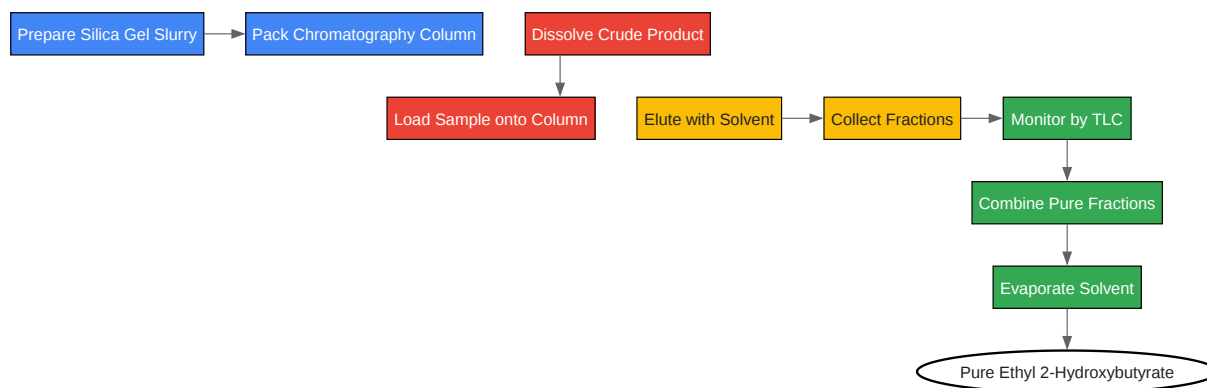 Prepare Silica Gel Slurry
Pack Chromatography Column
Dissolve Crude Product
Load Sample onto Column
Elute with Solvent
Collect Fractions
Monitor by TLC
Combine Pure Fractions
Evaporate Solvent
Pure Ethyl 2-Hydroxybutyrate